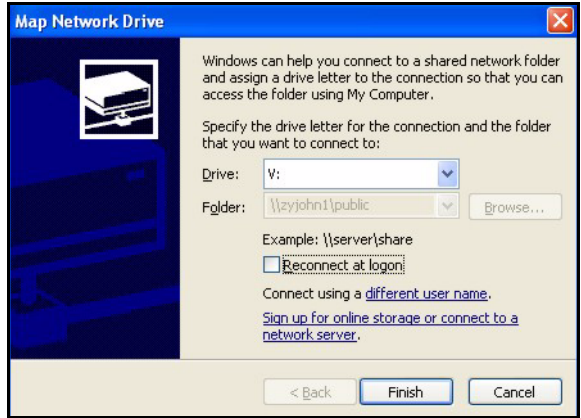 Map Network Drive
Windows can help you connect to a shared network folder
and assign a drive letter to the connection so that you can
access the folder using My Computer.
Specify the drive letter for the connection and the folder
that you want to connect to:
Drive: V:
Folder: \\zyjohn1\public Browse...
Example: \\server\share
Reconnect at logon
Connect using a different user name.
Sign up for online storage or connect to a
network server.
< Back Finish Cancel